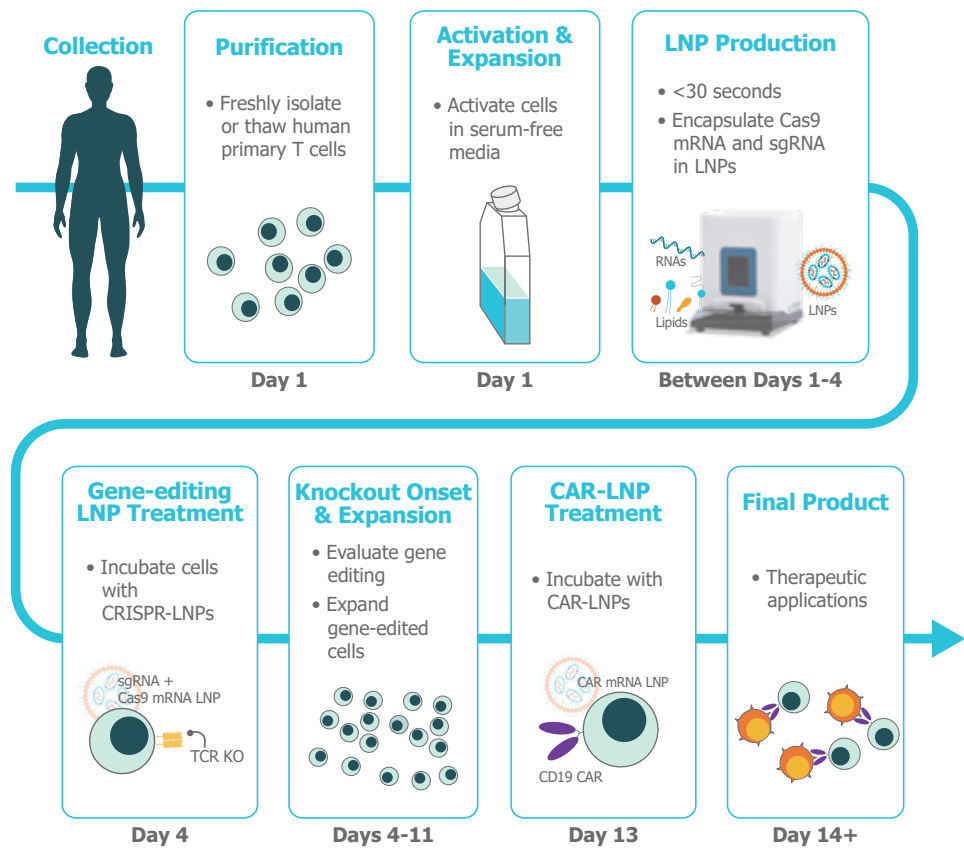 Collection
Purification
• Freshly isolate
or thaw human
primary T cells
Day 1
Activation &
Expansion
• Activate cells
in serum-free
media
Day 1
LNP Production
• <30 seconds
• Encapsulate Cas9
mRNA and sgRNA
in LNPs
RNAs
Lipids
LNPs
Between Days 1-4
Gene-editing
LNP Treatment
• Incubate cells
with
CRISPR-LNPs
sgRNA +
Cas9 mRNA LNP
TCR KO
Day 4
Knockout Onset
& Expansion
• Evaluate gene
editing
• Expand
gene-edited
cells
Days 4-11
CAR-LNP
Treatment
• Incubate with
CAR-LNPs
CAR mRNA LNP
CD19 CAR
Day 13
Final Product
• Therapeutic
applications
Day 14+